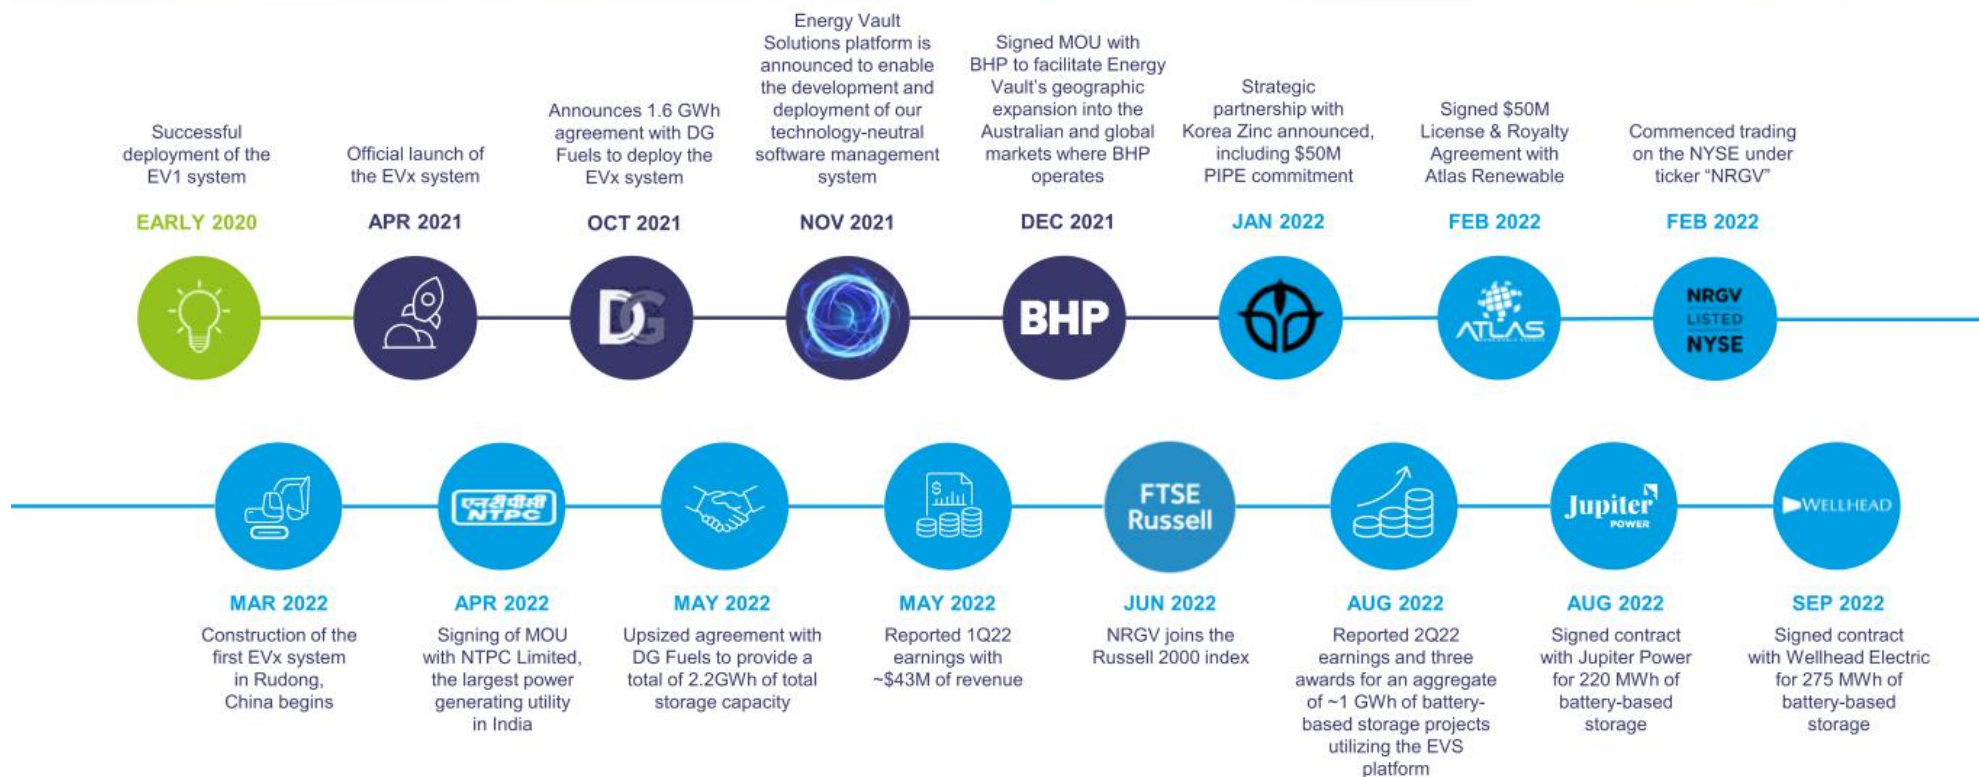 Successful
deployment of the
EV1 system
EARLY 2020
Official launch of
the EVx system
APR 2021
Announces 1.6 GWh
agreement with DG
Fuels to deploy the
EVx system
OCT 2021
DG
Energy Vault
Solutions platform is
announced to enable
the development and
deployment of our
technology-neutral
software management
system
NOV 2021
Signed MOU with
BHP to facilitate Energy
Vault's geographic
expansion into the
Australian and global
markets where BHP
operates
DEC 2021
BHP
Strategic
partnership with
Korea Zinc announced,
including $50M
PIPE commitment
JAN 2022
Signed $50M
License & Royalty
Agreement with
Atlas Renewable
FEB 2022
ATLAS
Commenced trading
on the NYSE under
ticker “NRGV”
FEB 2022
NRGV
LISTED
NYSE
MAR 2022
Construction of the
first EVx system
in Rudong,
China begins
एनटीपीसी
NTPC
APR 2022
Signing of MOU
with NTPC Limited,
the largest power
generating utility
in India
MAY 2022
Upsized agreement with
DG Fuels to provide a
total of 2.2GWh of total
storage capacity
$
MAY 2022
Reported 1Q22
earnings with
~$43M of revenue
FTSE
Russell
JUN 2022
NRGV joins the
Russell 2000 index
AUG 2022
Reported 2Q22
earnings and three
awards for an aggregate
of ~1 GWh of battery-
based storage projects
utilizing the EVS
platform
Jupiter
POWER
AUG 2022
Signed contract
with Jupiter Power
for 220 MWh of
battery-based
storage
WELLHEAD
SEP 2022
Signed contract
with Wellhead Electric
for 275 MWh of
battery-based
storage